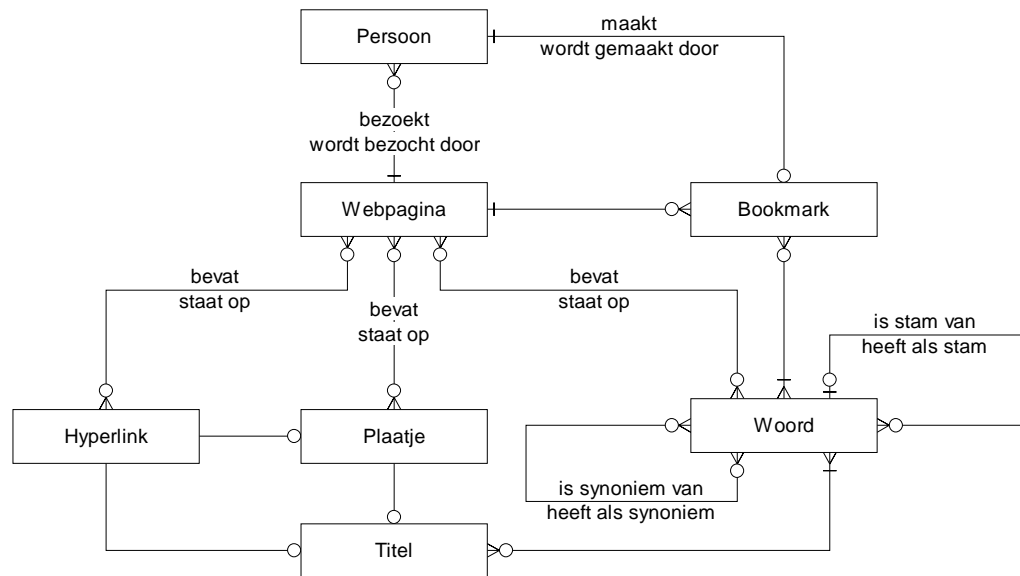 Persoon
maakt
wordt gemaakt door
bezoekt
wordt bezocht door
Webpagina
Bookmark
bevat
staat op
bevat
staat op
bevat
staat op
is stam van
heeft als stam
Hyperlink
Plaatje
Woord
is synoniem van
heeft als synoniem
Titel